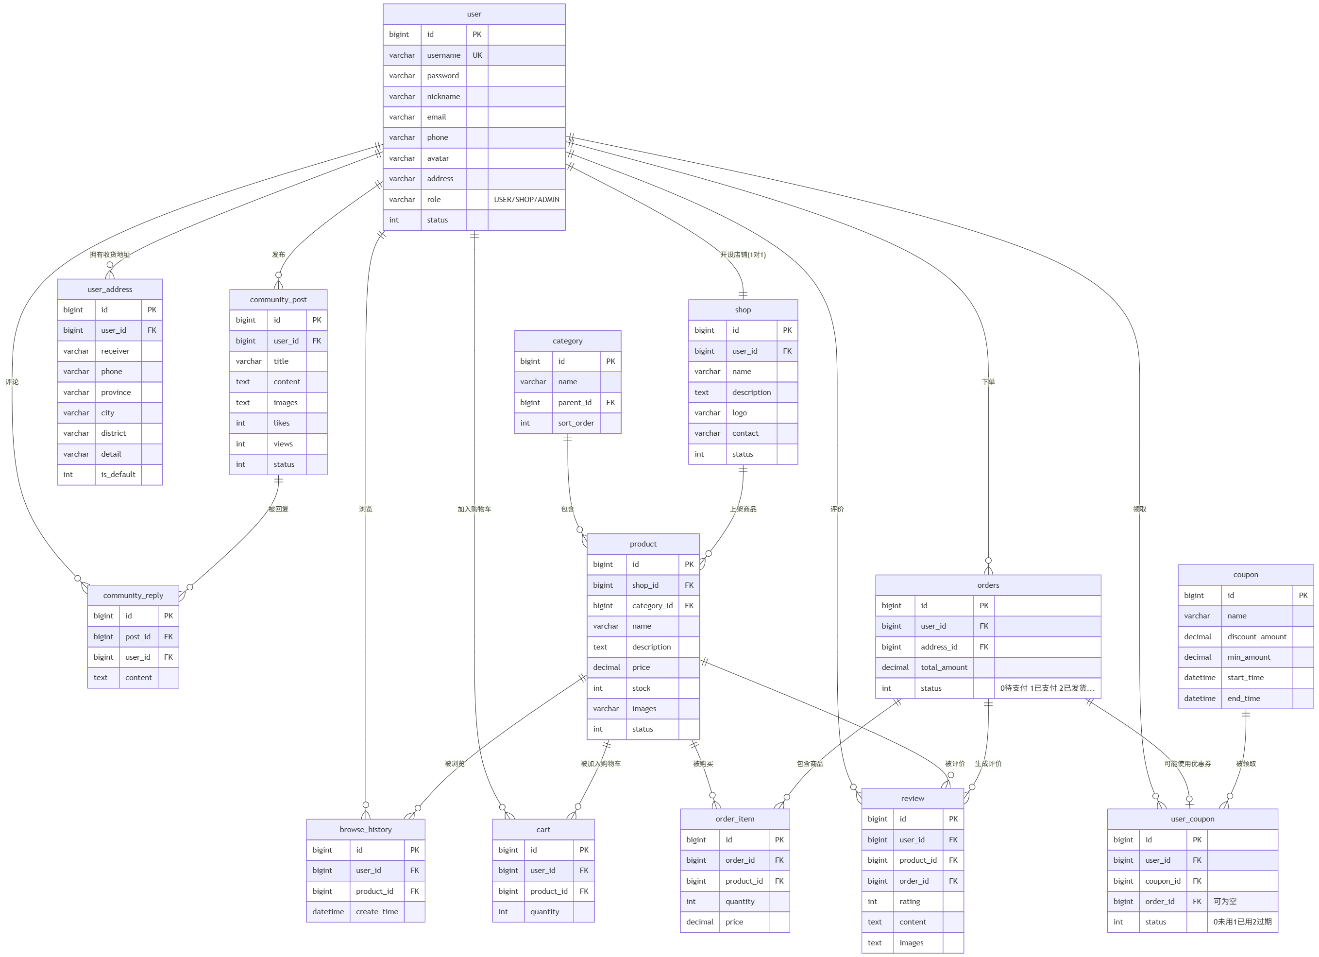 user
bigint id PK
varchar username UK
varchar password
varchar nickname
varchar email
varchar phone
varchar avatar
varchar address
varchar role USER/SHOP/ADMIN
int status
拥有收货地址
发布
开设店铺(1对1)
评论
下单
user_address
bigint id PK
bigint user_id FK
varchar receiver
varchar phone
varchar province
varchar city
varchar district
varchar detail
int is_default
community_post
bigint id PK
bigint user_id FK
varchar title
text content
text images
int likes
int views
int status
category
bigint id PK
varchar name
bigint parent_id FK
int sort_order
shop
bigint id PK
bigint user_id FK
varchar name
text description
varchar logo
varchar contact
int status
被回复
浏览
加入购物车
包含
上架商品
评价
领取
community_reply
bigint id PK
bigint post_id FK
bigint user_id FK
text content
product
bigint id PK
bigint shop_id FK
bigint category_id FK
varchar name
text description
decimal price
int stock
varchar images
int status
orders
bigint id PK
bigint user_id FK
bigint address_id FK
decimal total_amount
int status 0待支付 1已支付 2已发货...
coupon
bigint id PK
varchar name
decimal discount_amount
decimal min_amount
datetime start_time
datetime end_time
被浏览
被加入购物车
被购买
包含商品
被评价
生成评价
可能使用优惠券
被领取
browse_history
bigint id PK
bigint user_id FK
bigint product_id FK
datetime create_time
cart
bigint id PK
bigint user_id FK
bigint product_id FK
int quantity
order_item
bigint id PK
bigint order_id FK
bigint product_id FK
int quantity
decimal price
review
bigint id PK
bigint user_id FK
bigint product_id FK
bigint order_id FK
int rating
text content
text images
user_coupon
bigint id PK
bigint user_id FK
bigint coupon_id FK
bigint order_id FK 可为空
int status 0未用1已用2过期